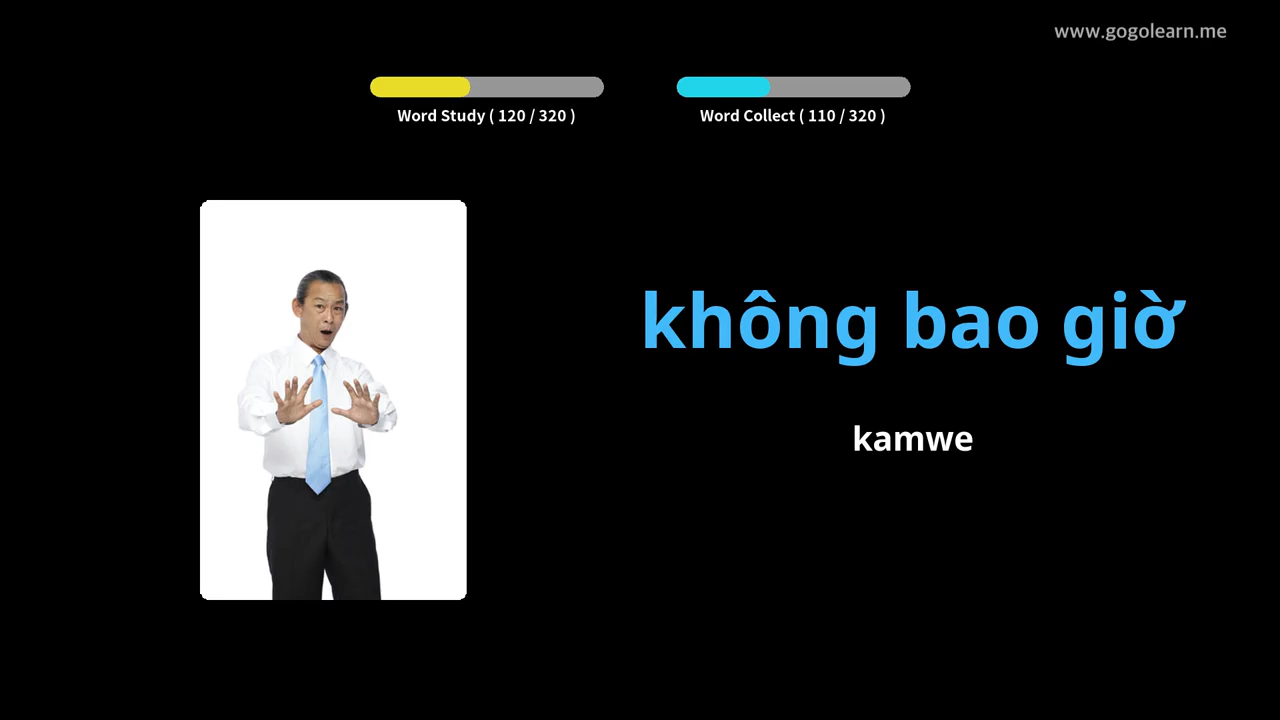 www.gogolearn.me
Word Study ( 120 / 320 )
Word Collect ( 110 / 320 )
không bao giờ
kamwe